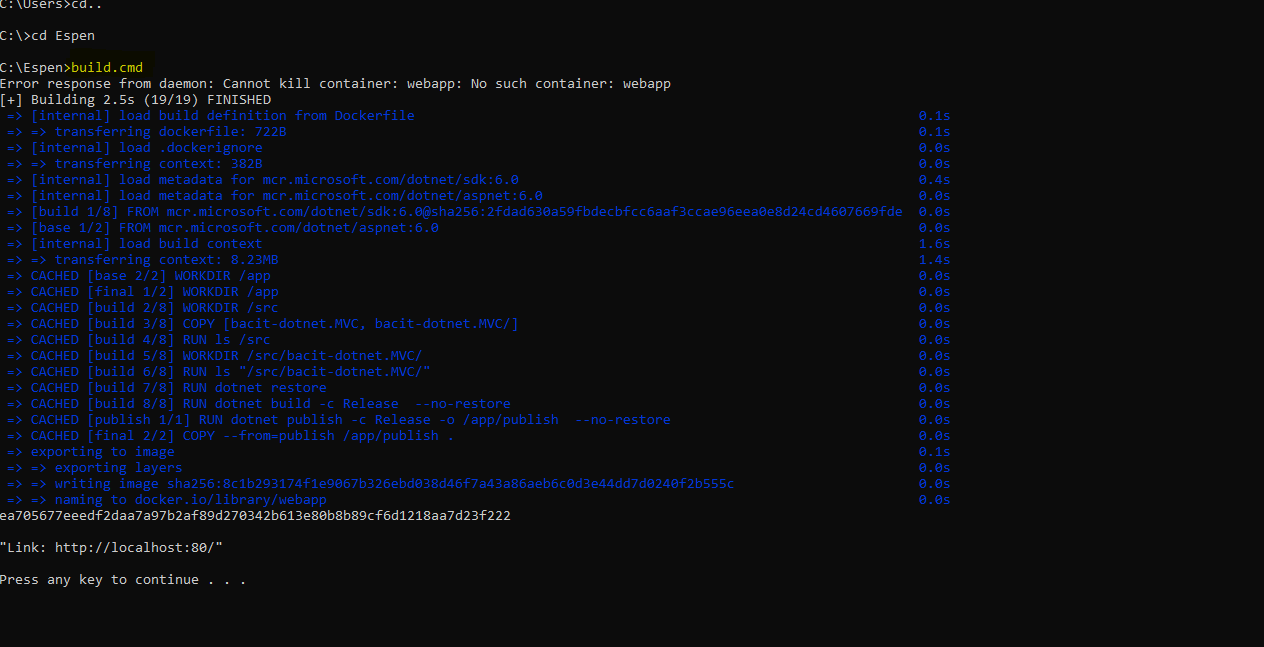 C:\Users>cd..
C:\>cd Espen
C:\Espen>build.cmd
Error response from daemon: Cannot kill container: webapp: No such container: webapp
[+] Building 2.5s (19/19) FINISHED
=> [internal] load build definition from Dockerfile 0.1s
=> => transferring dockerfile: 722B 0.1s
=> [internal] load .dockerignore 0.0s
=> => transferring context: 382B 0.0s
=> [internal] load metadata for mcr.microsoft.com/dotnet/sdk:6.0 0.4s
=> [internal] load metadata for mcr.microsoft.com/dotnet/aspnet:6.0 0.0s
=> [build 1/8] FROM mcr.microsoft.com/dotnet/sdk:6.0@sha256:2fdad630a59fbdecbfcc6aaf3ccae96eea0e8d24cd4607669fde 0.0s
=> [base 1/2] FROM mcr.microsoft.com/dotnet/aspnet:6.0 0.0s
=> [internal] load build context 1.6s
=> => transferring context: 8.23MB 1.4s
=> CACHED [base 2/2] WORKDIR /app 0.0s
=> CACHED [final 1/2] WORKDIR /app 0.0s
=> CACHED [build 2/8] WORKDIR /src 0.0s
=> CACHED [build 3/8] COPY [bacit-dotnet.MVC, bacit-dotnet.MVC/] 0.0s
=> CACHED [build 4/8] RUN ls /src 0.0s
=> CACHED [build 5/8] WORKDIR /src/bacit-dotnet.MVC/ 0.0s
=> CACHED [build 6/8] RUN ls "/src/bacit-dotnet.MVC/" 0.0s
=> CACHED [build 7/8] RUN dotnet restore 0.0s
=> CACHED [build 8/8] RUN dotnet build -c Release  --no-restore 0.0s
=> CACHED [publish 1/1] RUN dotnet publish -c Release -o /app/publish  --no-restore 0.0s
=> CACHED [final 2/2] COPY --from=publish /app/publish . 0.0s
=> exporting to image 0.1s
=> => exporting layers 0.0s
=> => writing image sha256:8c1b293174f1e9067b326ebd038d46f7a43a86aeb6c0d3e44dd7d0240f2b555c 0.0s
=> => naming to docker.io/library/webapp 0.0s
ea705677eeedf2daa7a97b2af89d270342b613e80b8b89cf6d1218aa7d23f222
"Link: http://localhost:80/"
Press any key to continue . . .